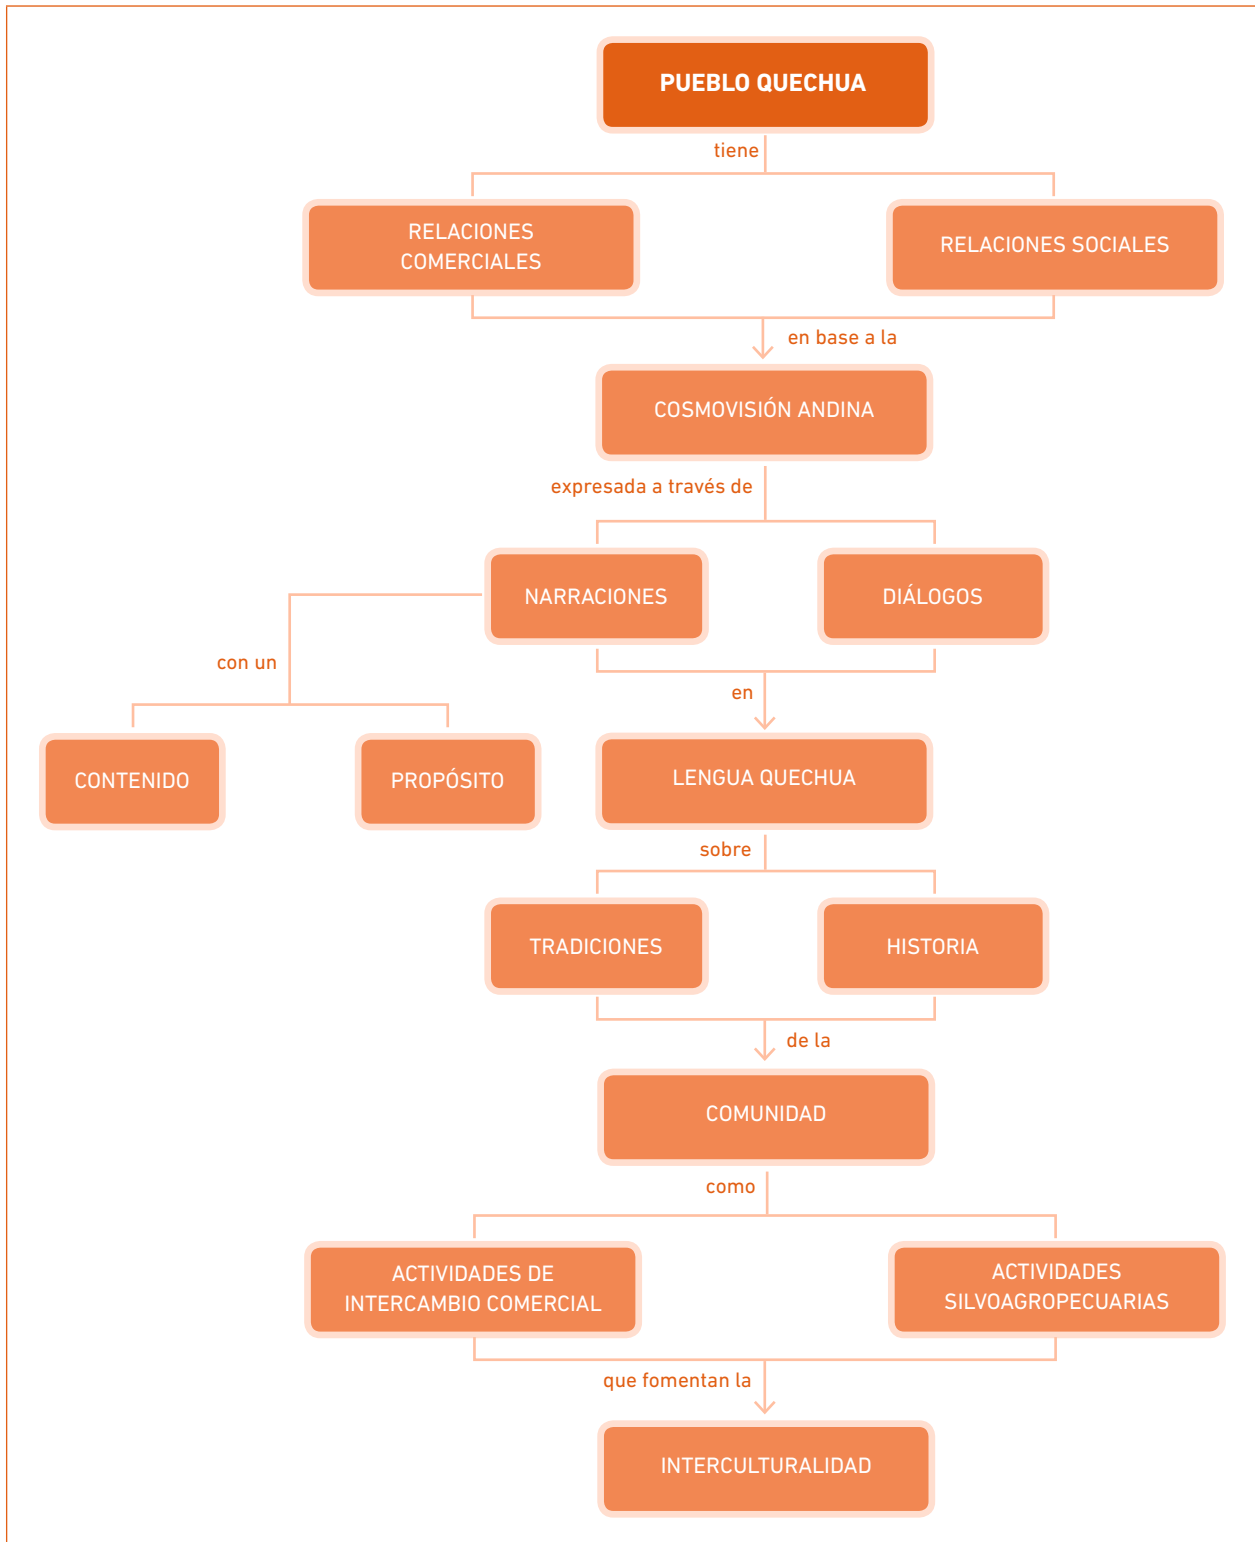 PUEBLO QUECHUA
tiene
RELACIONES
COMERCIALES
RELACIONES SOCIALES
en base a la
COSMOVISIÓN ANDINA
expresada a través de
NARRACIONES
DIÁLOGOS
con un
en
CONTENIDO
PROPÓSITO
LENGUA QUECHUA
sobre
TRADICIONES
HISTORIA
de la
COMUNIDAD
como
ACTIVIDADES DE
INTERCAMBIO COMERCIAL
ACTIVIDADES
SILVOAGROPECUARIAS
que fomentan la
INTERCULTURALIDAD